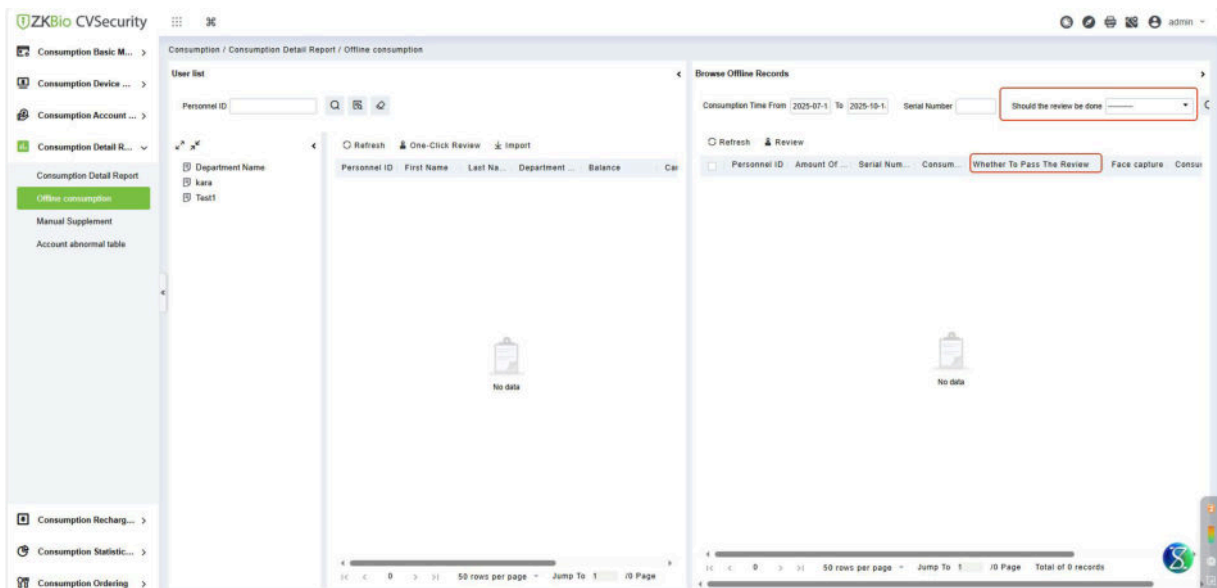 ZKBio CVSecurity
admin
Consumption Basic M...
Consumption Device ...
Consumption Account ...
Consumption Detail R...
Consumption Detail Report
Offline consumption
Manual Supplement
Account abnormal table
Consumption Recharg...
Consumption Statistic...
Consumption Ordering
Consumption / Consumption Detail Report / Offline consumption
User list
Personnel ID
Department Name
kara
Test1
Refresh One-Click Review Import
Personnel ID First Name Last Na... Department ... Balance Car
No data
0 50 rows per page Jump To 1 /0 Page
Browse Offline Records
Consumption Time From 2025-07-1 To 2025-10-1- Serial Number Should the review be done ---------
Refresh Review
Personnel ID Amount Of ... Serial Num... Consum... Whether To Pass The Review Face capture Consu
No data
0 50 rows per page Jump To 1 /0 Page Total of 0 records